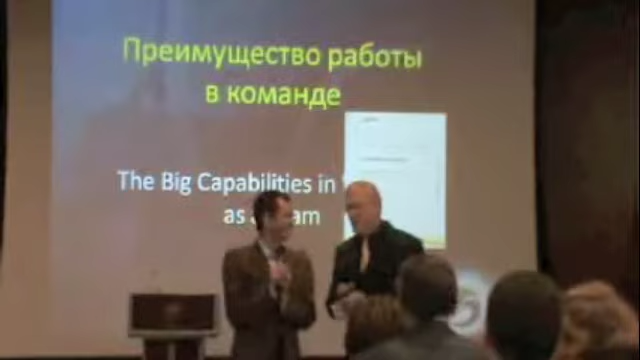 Преимущество работы
в команде
The Big Capabilities in
as